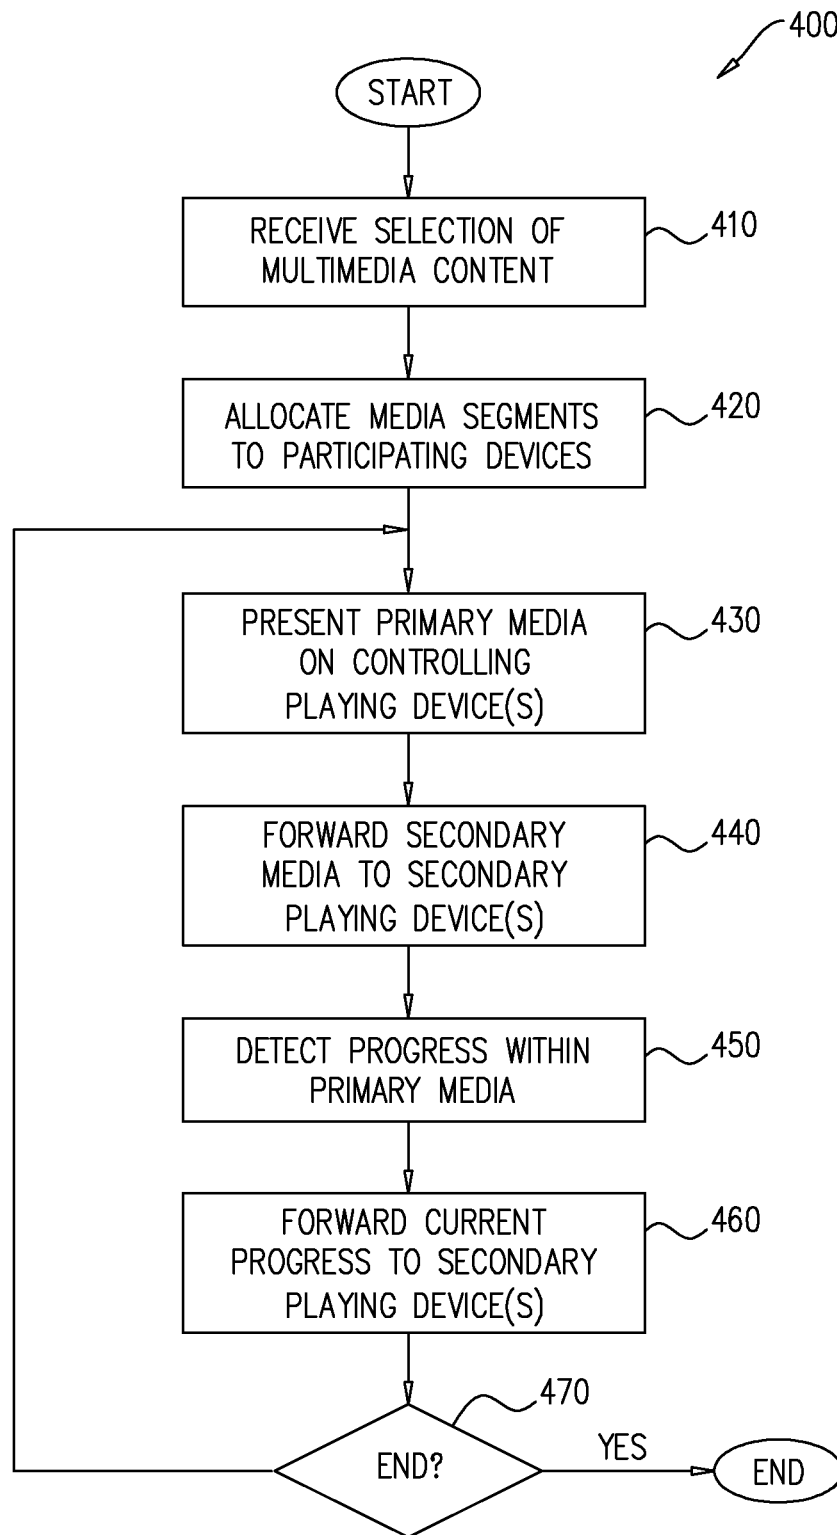 400
START
RECEIVE SELECTION OF
MULTIMEDIA CONTENT
410
ALLOCATE MEDIA SEGMENTS
TO PARTICIPATING DEVICES
420
PRESENT PRIMARY MEDIA
ON CONTROLLING
PLAYING DEVICE(S)
430
FORWARD SECONDARY
MEDIA TO SECONDARY
PLAYING DEVICE(S)
440
DETECT PROGRESS WITHIN
PRIMARY MEDIA
450
FORWARD CURRENT
PROGRESS TO SECONDARY
PLAYING DEVICE(S)
460
470
END?
YES
END